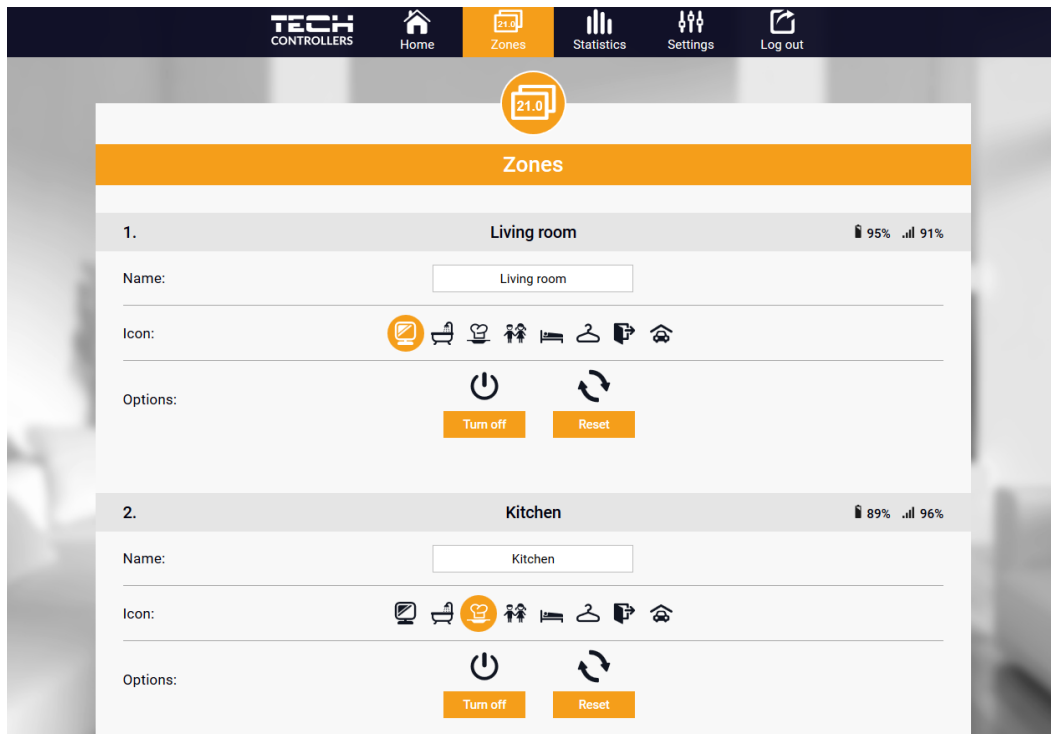 TECH
CONTROLLERS
Home
21.0
Zones
Statistics
Settings
Log out
21.0
Zones
1. Living room 95% 91%
Name: Living room
Icon:
Options:
Turn off Reset
2. Kitchen 89% 96%
Name: Kitchen
Icon:
Options:
Turn off Reset